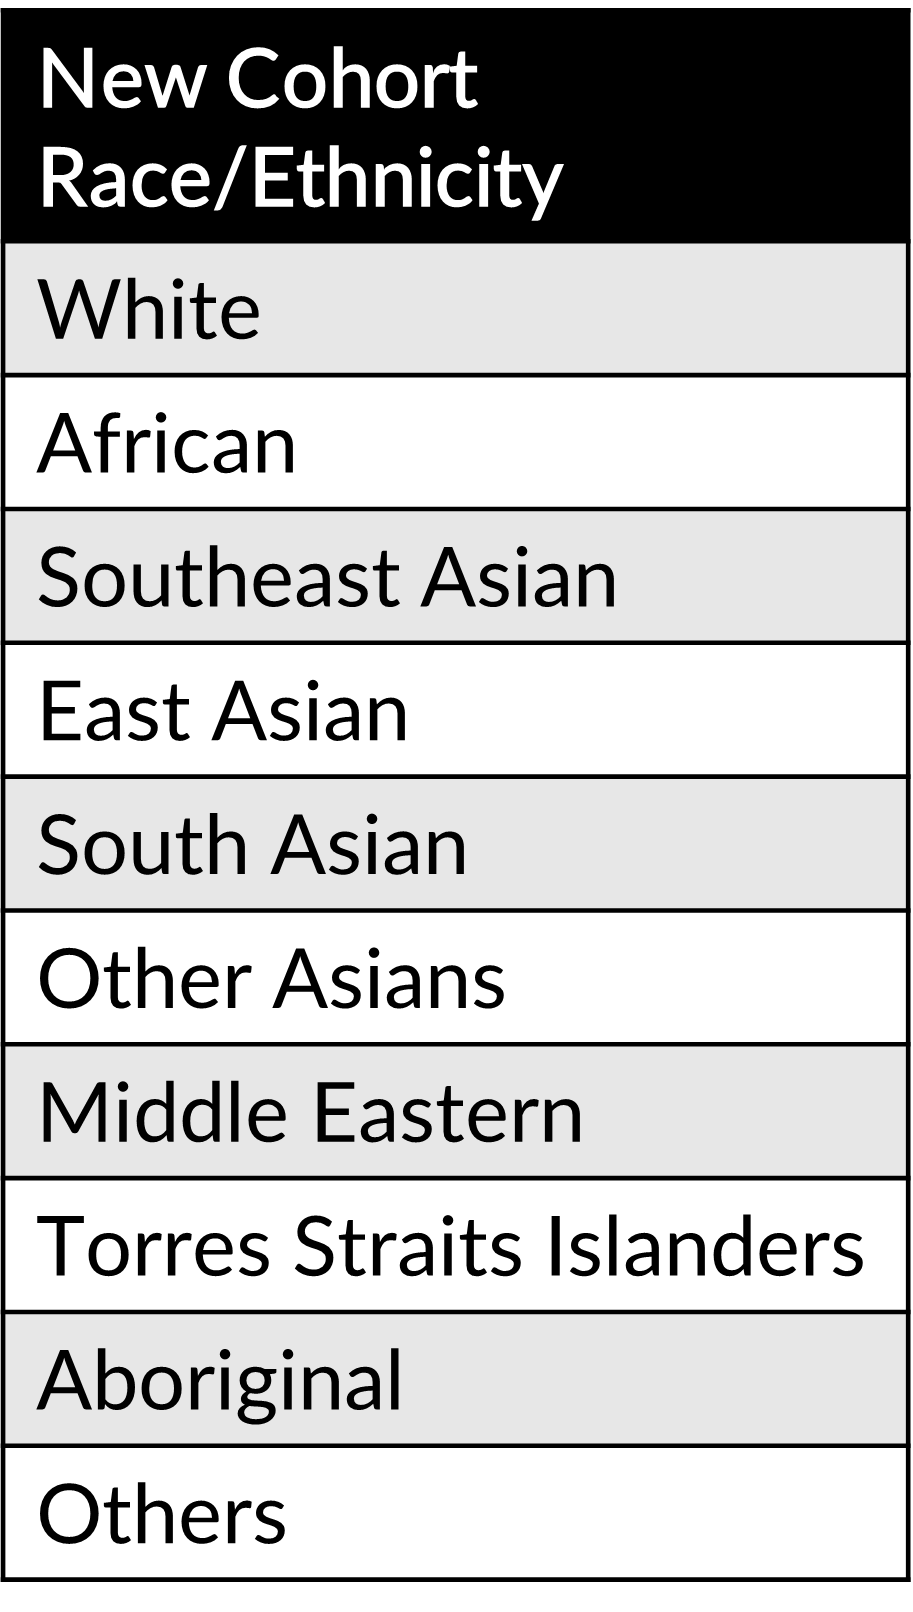 New Cohort
Race/Ethnicity
White
African
Southeast Asian
East Asian
South Asian
Other Asians
Middle Eastern
Torres Straits Islanders
Aboriginal
Others